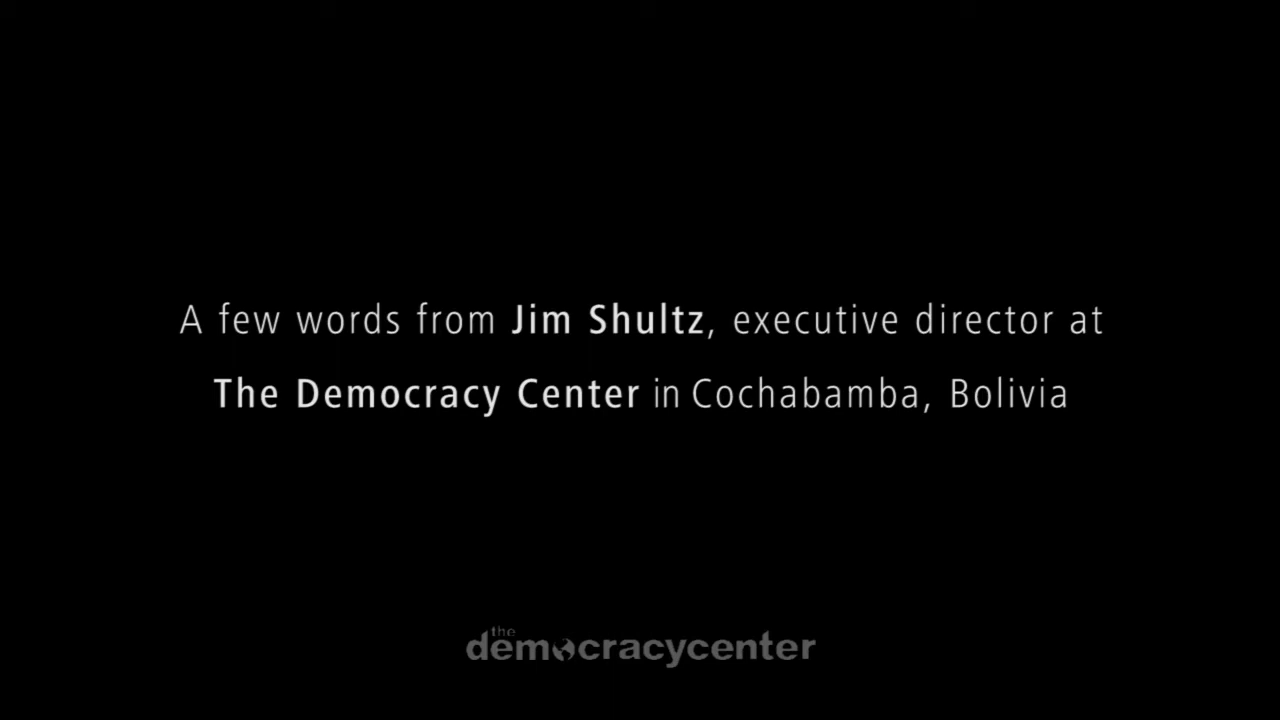 A few words from Jim Shultz, executive director at
The Democracy Center in Cochabamba, Bolivia
the
democracycenter